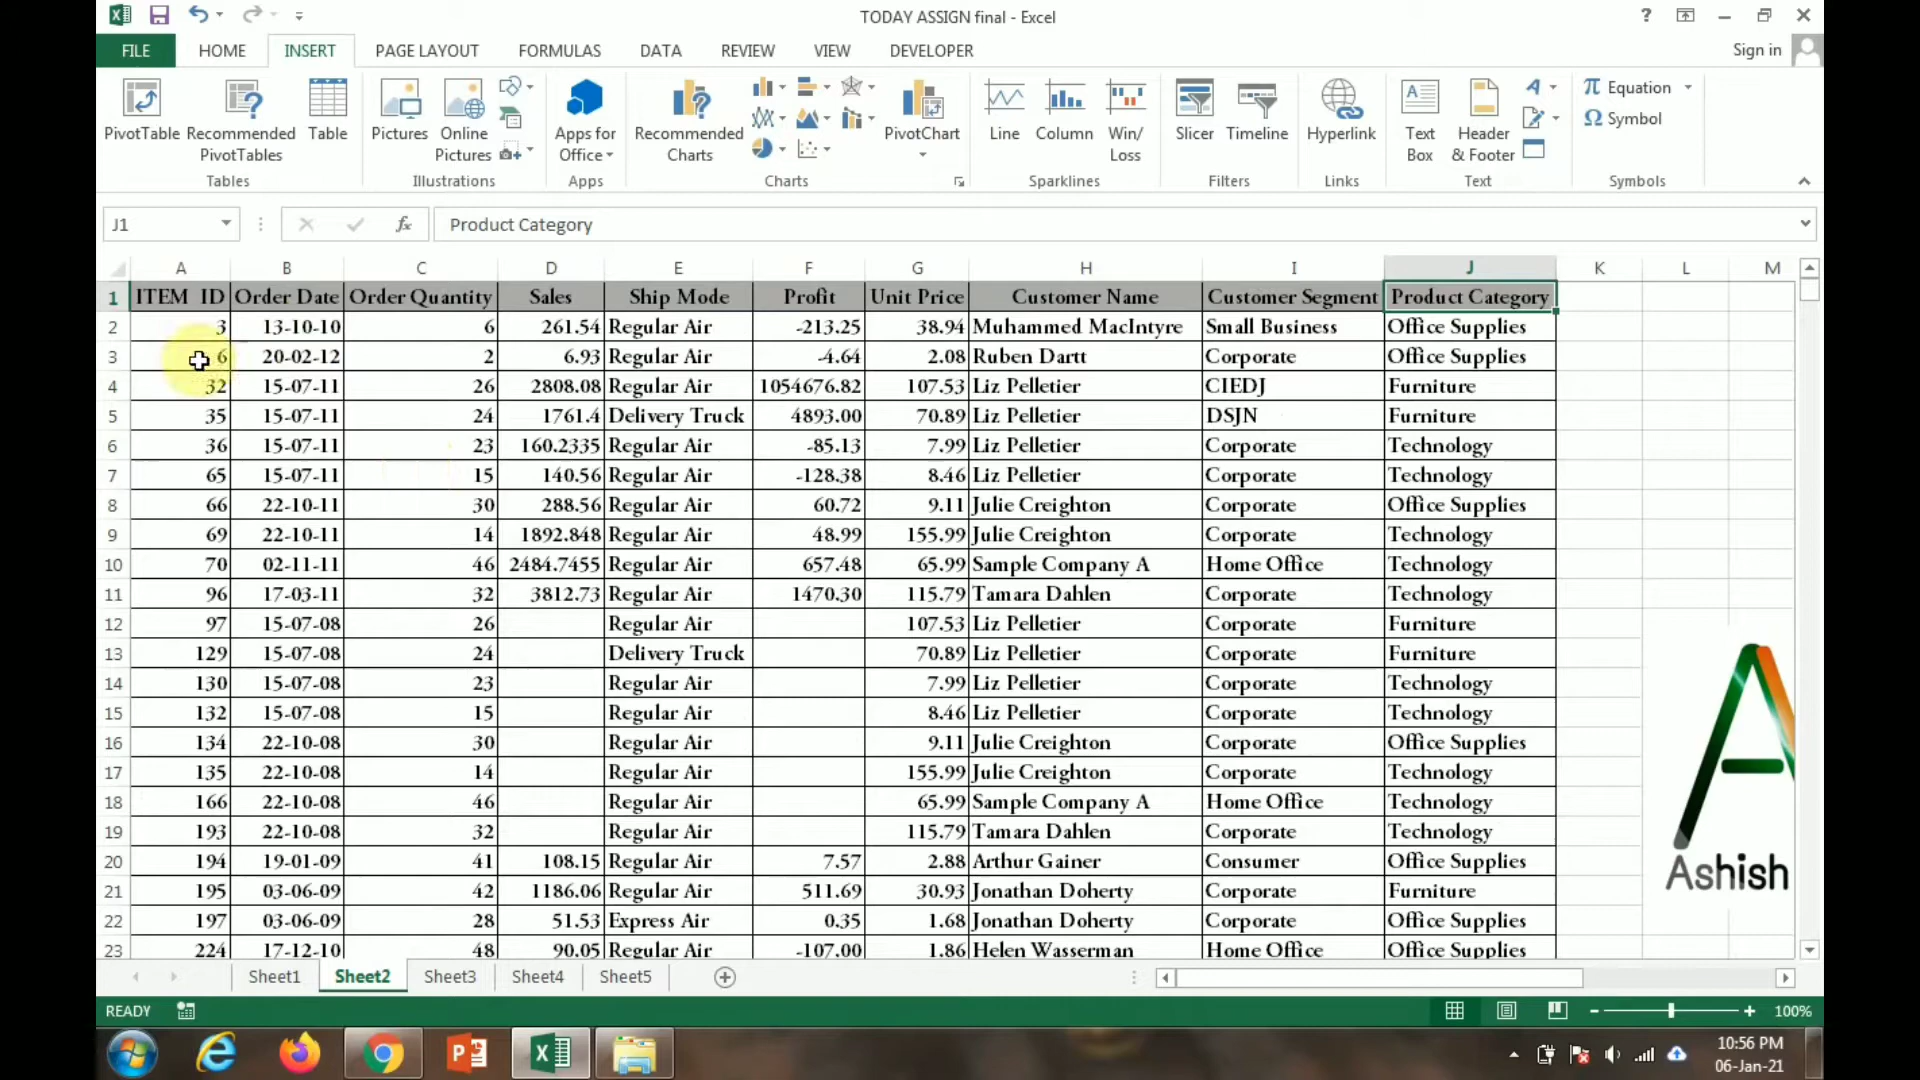 TODAY ASSIGN final - Excel
?
FILE HOME INSERT PAGE LAYOUT FORMULAS DATA REVIEW VIEW DEVELOPER Sign in
PivotTable Recommended PivotTables Table Pictures Online Pictures Apps for Office Recommended Charts PivotChart Line Column Win/ Loss Slicer Timeline Hyperlink Text Box Header & Footer A π Equation Ω Symbol
Tables Illustrations Apps Charts Sparklines Filters Links Text Symbols
J1 fx Product Category
A B C D E F G H I J K L M
1 ITEM ID Order Date Order Quantity Sales Ship Mode Profit Unit Price Customer Name Customer Segment Product Category
2 3 13-10-10 6 261.54 Regular Air -213.25 38.94 Muhammed MacIntyre Small Business Office Supplies
3 6 20-02-12 2 6.93 Regular Air -4.64 2.08 Ruben Dartt Corporate Office Supplies
4 32 15-07-11 26 2808.08 Regular Air 1054676.82 107.53 Liz Pelletier CIEDJ Furniture
5 35 15-07-11 24 1761.4 Delivery Truck 4893.00 70.89 Liz Pelletier DSJN Furniture
6 36 15-07-11 23 160.2335 Regular Air -85.13 7.99 Liz Pelletier Corporate Technology
7 65 15-07-11 15 140.56 Regular Air -128.38 8.46 Liz Pelletier Corporate Technology
8 66 22-10-11 30 288.56 Regular Air 60.72 9.11 Julie Creighton Corporate Office Supplies
9 69 22-10-11 14 1892.848 Regular Air 48.99 155.99 Julie Creighton Corporate Technology
10 70 02-11-11 46 2484.7455 Regular Air 657.48 65.99 Sample Company A Home Office Technology
11 96 17-03-11 32 3812.73 Regular Air 1470.30 115.79 Tamara Dahlen Corporate Technology
12 97 15-07-08 26 Regular Air 107.53 Liz Pelletier Corporate Furniture
13 129 15-07-08 24 Delivery Truck 70.89 Liz Pelletier Corporate Furniture
14 130 15-07-08 23 Regular Air 7.99 Liz Pelletier Corporate Technology
15 132 15-07-08 15 Regular Air 8.46 Liz Pelletier Corporate Technology
16 134 22-10-08 30 Regular Air 9.11 Julie Creighton Corporate Office Supplies
17 135 22-10-08 14 Regular Air 155.99 Julie Creighton Corporate Technology
18 166 22-10-08 46 Regular Air 65.99 Sample Company A Home Office Technology
19 193 22-10-08 32 Regular Air 115.79 Tamara Dahlen Corporate Technology
20 194 19-01-09 41 108.15 Regular Air 7.57 2.88 Arthur Gainer Consumer Office Supplies
21 195 03-06-09 42 1186.06 Regular Air 511.69 30.93 Jonathan Doherty Corporate Furniture
22 197 03-06-09 28 51.53 Express Air 0.35 1.68 Jonathan Doherty Corporate Office Supplies
23 224 17-12-10 48 90.05 Regular Air -107.00 1.86 Helen Wasserman Home Office Office Supplies
A
Ashish
Sheet1 Sheet2 Sheet3 Sheet4 Sheet5
READY 100%
10:56 PM
06-Jan-21